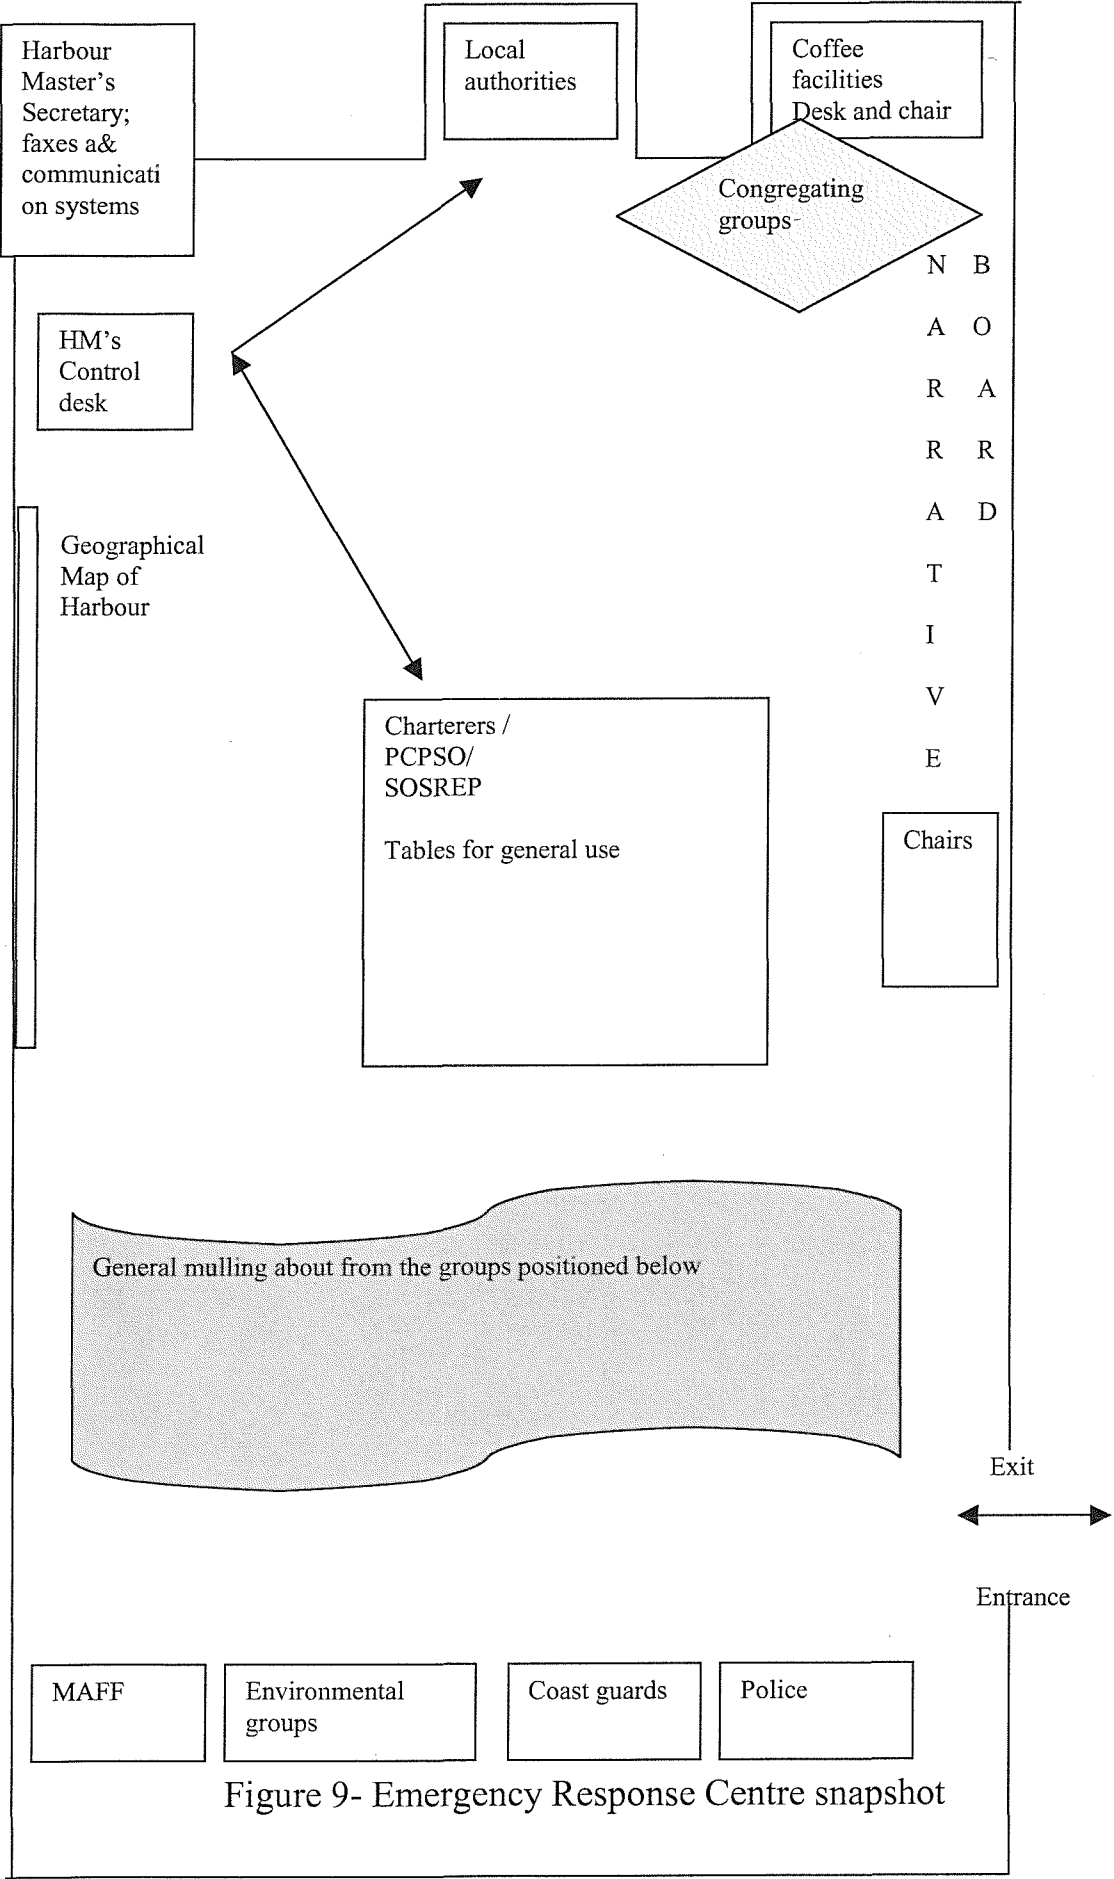 Harbour
Master's
Secretary;
faxes a&
communicati
on systems
Local
authorities
Coffee
facilities
Desk and chair
Congregating
groups
NARRATIVE
BOARD
HM's
Control
desk
Geographical
Map of
Harbour
Charterers /
PCPSO/
SOSREP
Tables for general use
Chairs
General mulling about from the groups positioned below
Exit
Entrance
MAFF
Environmental
groups
Coast guards
Police
Figure 9- Emergency Response Centre snapshot